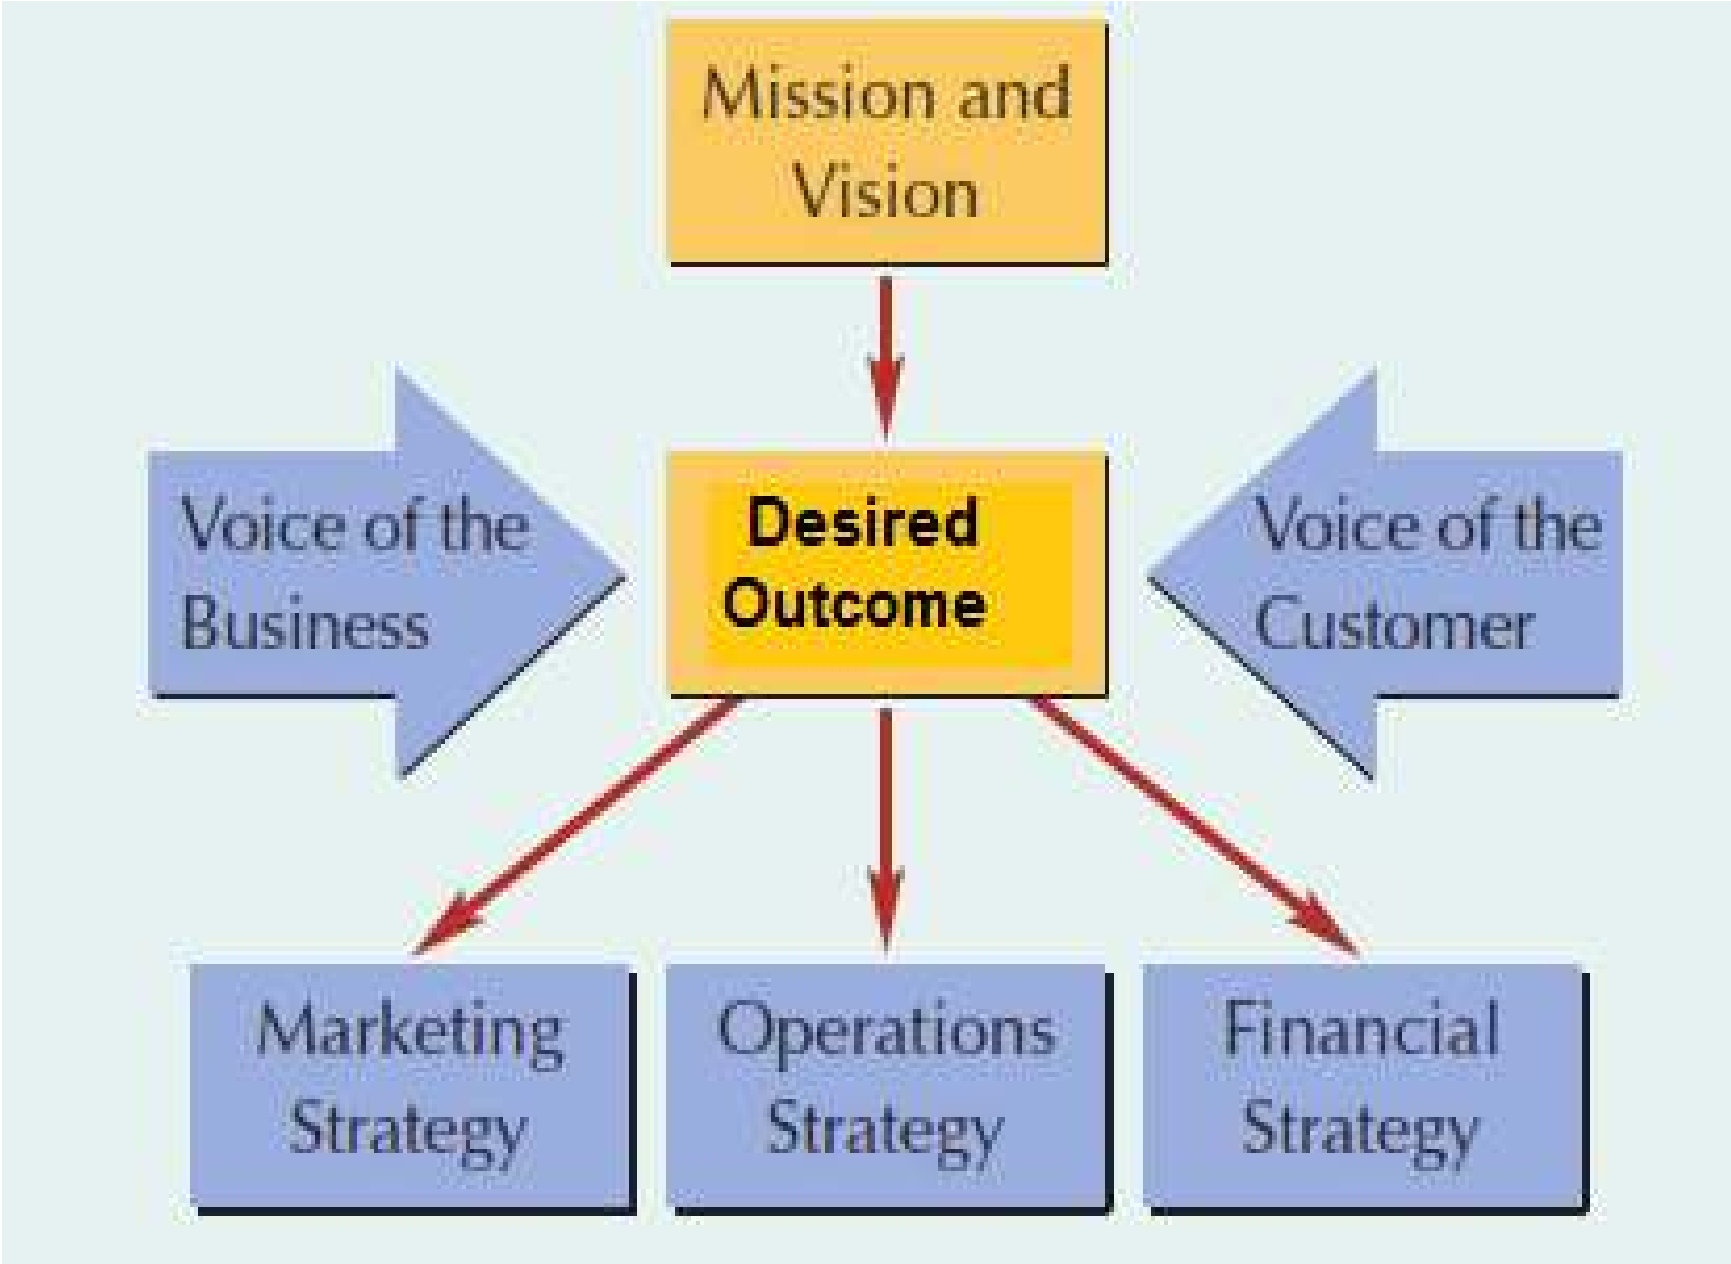 Mission and
Vision
Voice of the
Business
Desired
Outcome
Voice of the
Customer
Marketing
Strategy
Operations
Strategy
Financial
Strategy